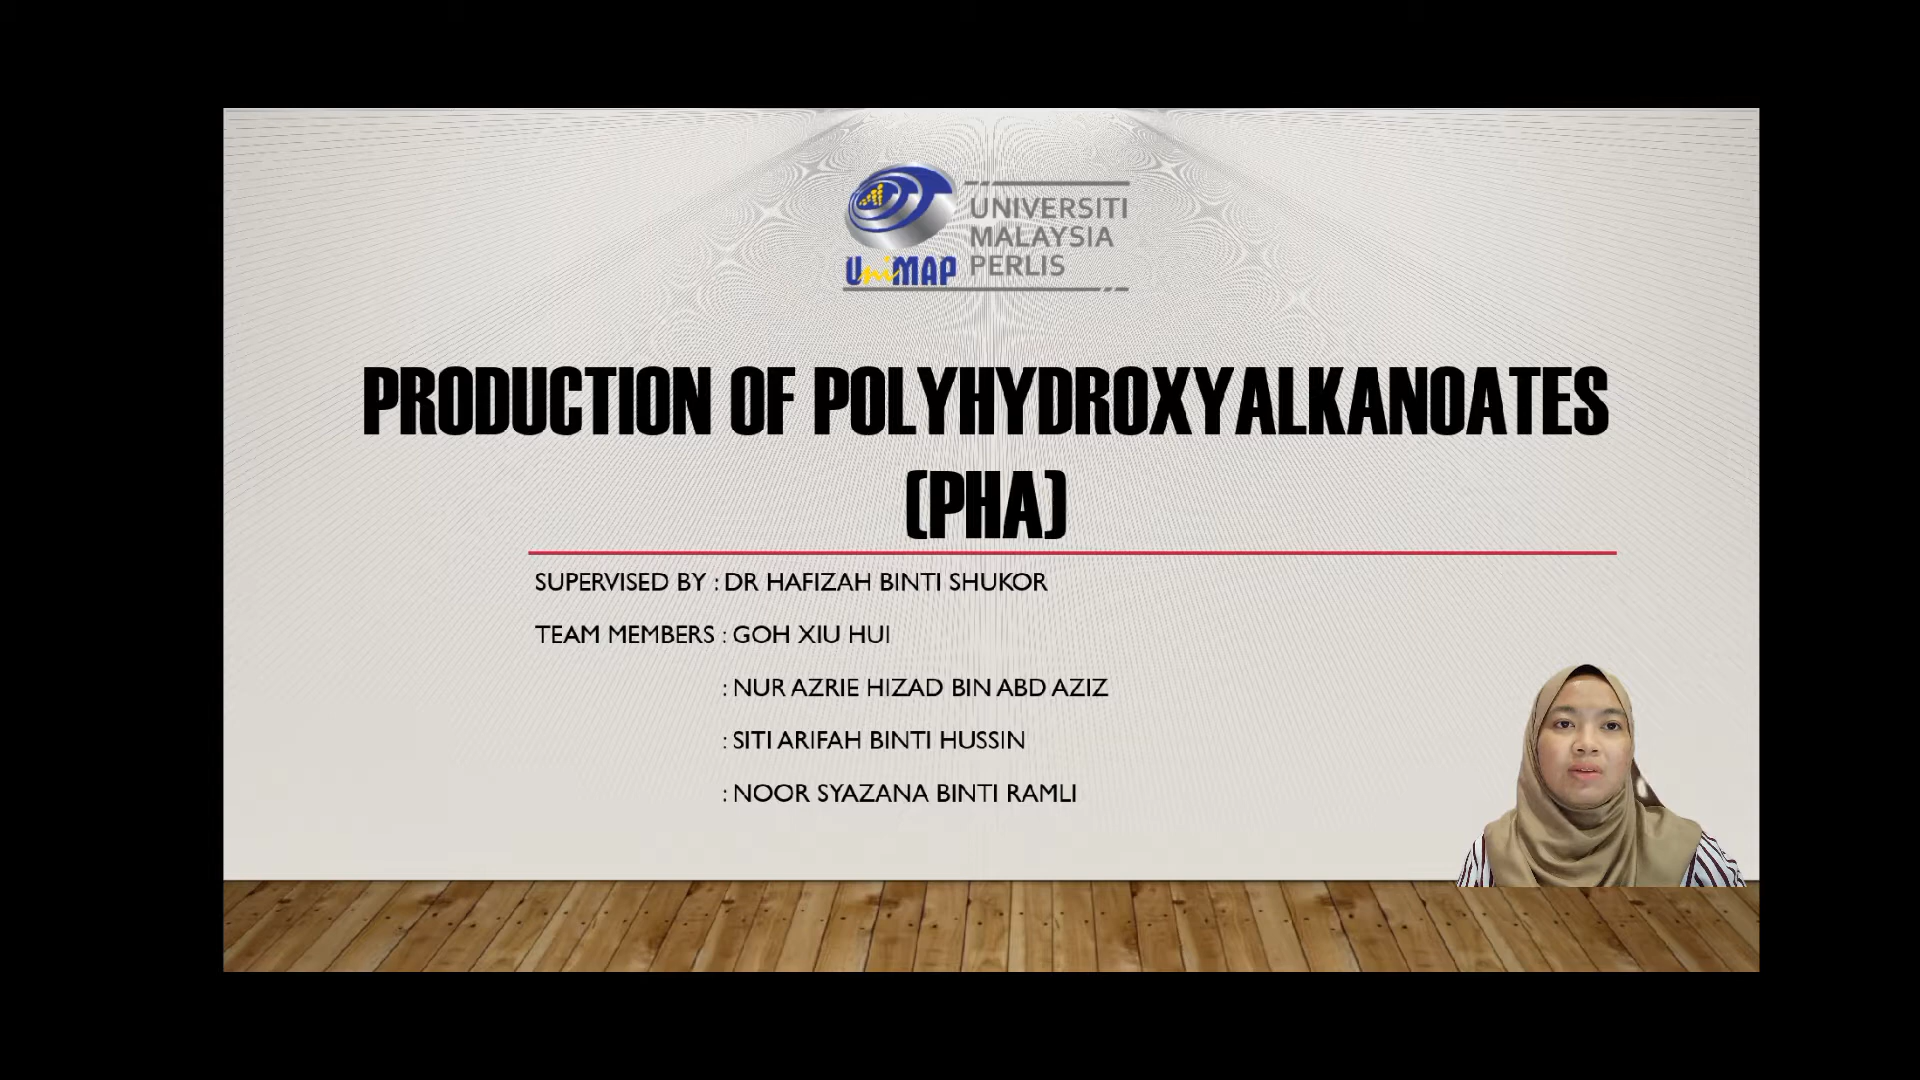 UNIVERSITI
MALAYSIA
PERLIS
UniMAP
PRODUCTION OF POLYHYDROXYALKANOATES
(PHA)
SUPERVISED BY : DR HAFIZAH BINTI SHUKOR
TEAM MEMBERS : GOH XIU HUI
: NUR AZRIE HIZAD BIN ABD AZIZ
: SITI ARIFAH BINTI HUSSIN
: NOOR SYAZANA BINTI RAMLI